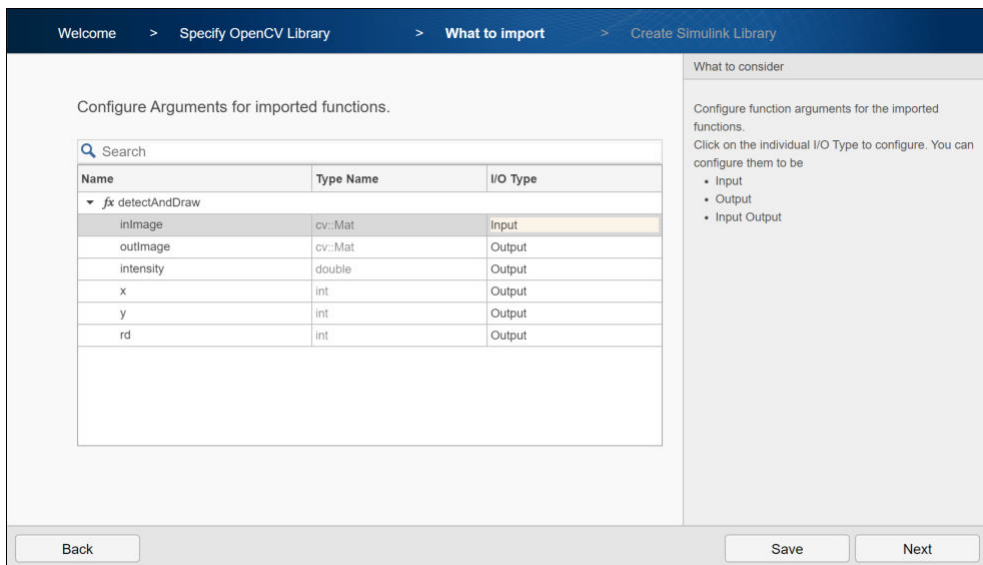 Welcome > Specify OpenCV Library > What to import > Create Simulink Library
What to consider
Configure Arguments for imported functions.
Search
Name Type Name I/O Type
fx detectAndDraw
inImage cv::Mat Input
outImage cv::Mat Output
intensity double Output
x int Output
y int Output
rd int Output
Configure function arguments for the imported
functions.
Click on the individual I/O Type to configure. You can
configure them to be
• Input
• Output
• Input Output
Back Save Next